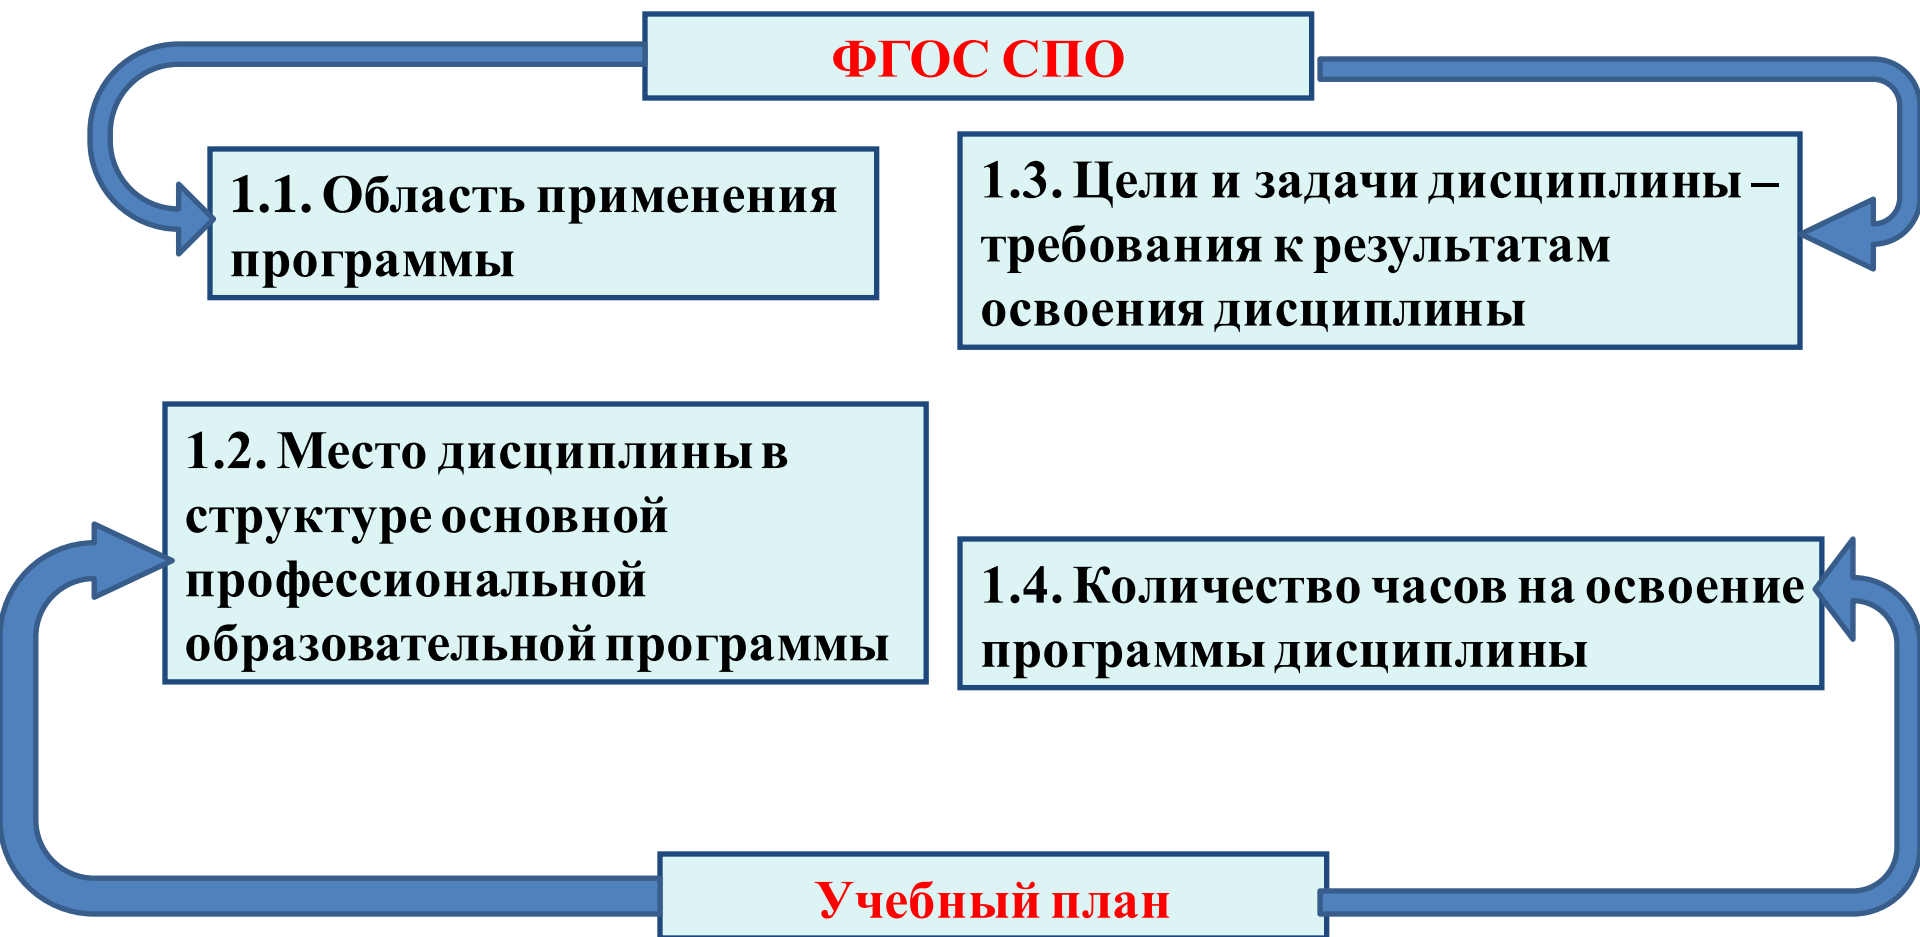 ФГОС СПО
1.1. Область применения
программы
1.3. Цели и задачи дисциплины –
требования к результатам
освоения дисциплины
1.2. Место дисциплины в
структуре основной
профессиональной
образовательной программы
1.4. Количество часов на освоение
программы дисциплины
Учебный план